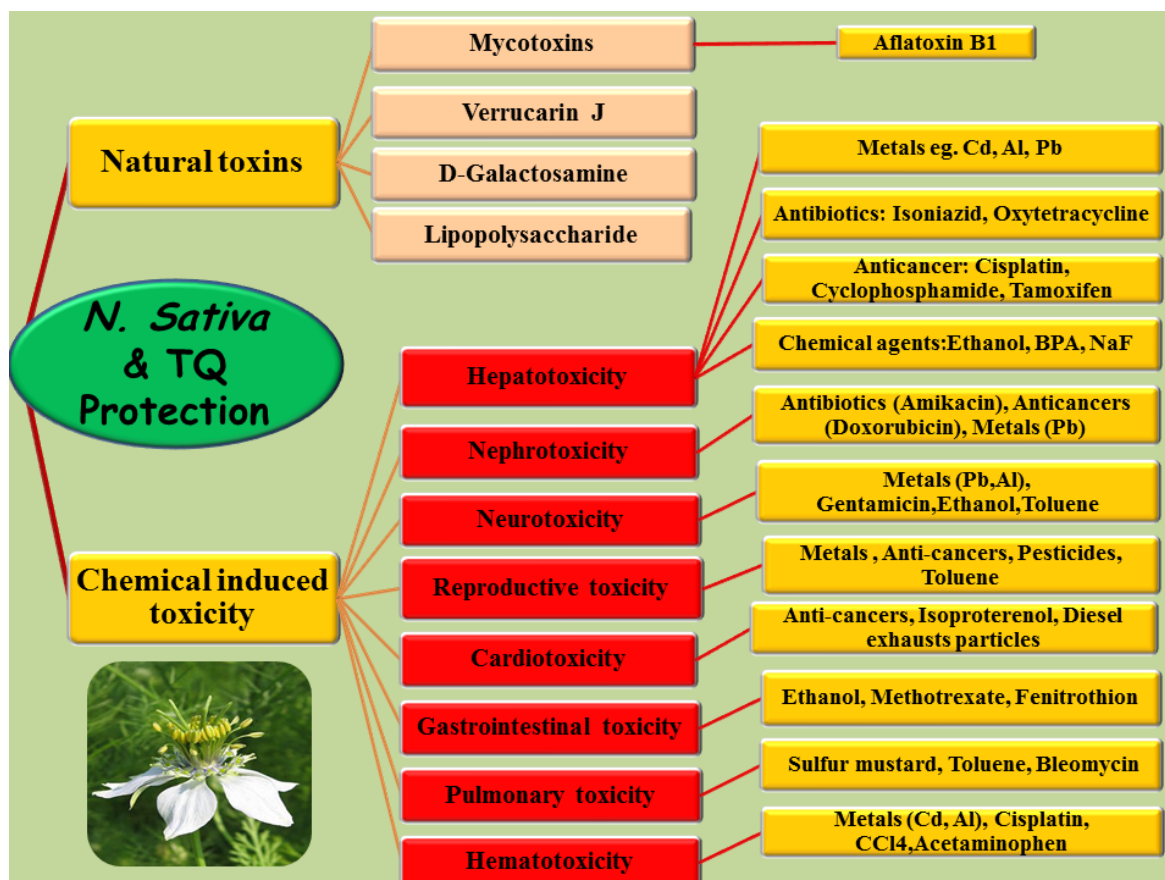 Mycotoxins
Aflatoxin B1
Verrucarin J
Natural toxins
D-Galactosamine
Lipopolysaccharide
N. Sativa
& TQ
Protection
Metals eg. Cd, Al, Pb
Antibiotics: Isoniazid, Oxytetracycline
Anticancer: Cisplatin,
Cyclophosphamide, Tamoxifen
Hepatotoxicity
Chemical agents:Ethanol, BPA, NaF
Nephrotoxicity
Antibiotics (Amikacin), Anticancers
(Doxorubicin), Metals (Pb)
Neurotoxicity
Metals (Pb,Al),
Gentamicin,Ethanol,Toluene
Chemical induced
toxicity
Reproductive toxicity
Metals , Anti-cancers, Pesticides,
Toluene
Cardiotoxicity
Anti-cancers, Isoproterenol, Diesel
exhausts particles
Gastrointestinal toxicity
Ethanol, Methotrexate, Fenitrothion
Pulmonary toxicity
Sulfur mustard, Toluene, Bleomycin
Hematotoxicity
Metals (Cd, Al), Cisplatin,
CCl4,Acetaminophen